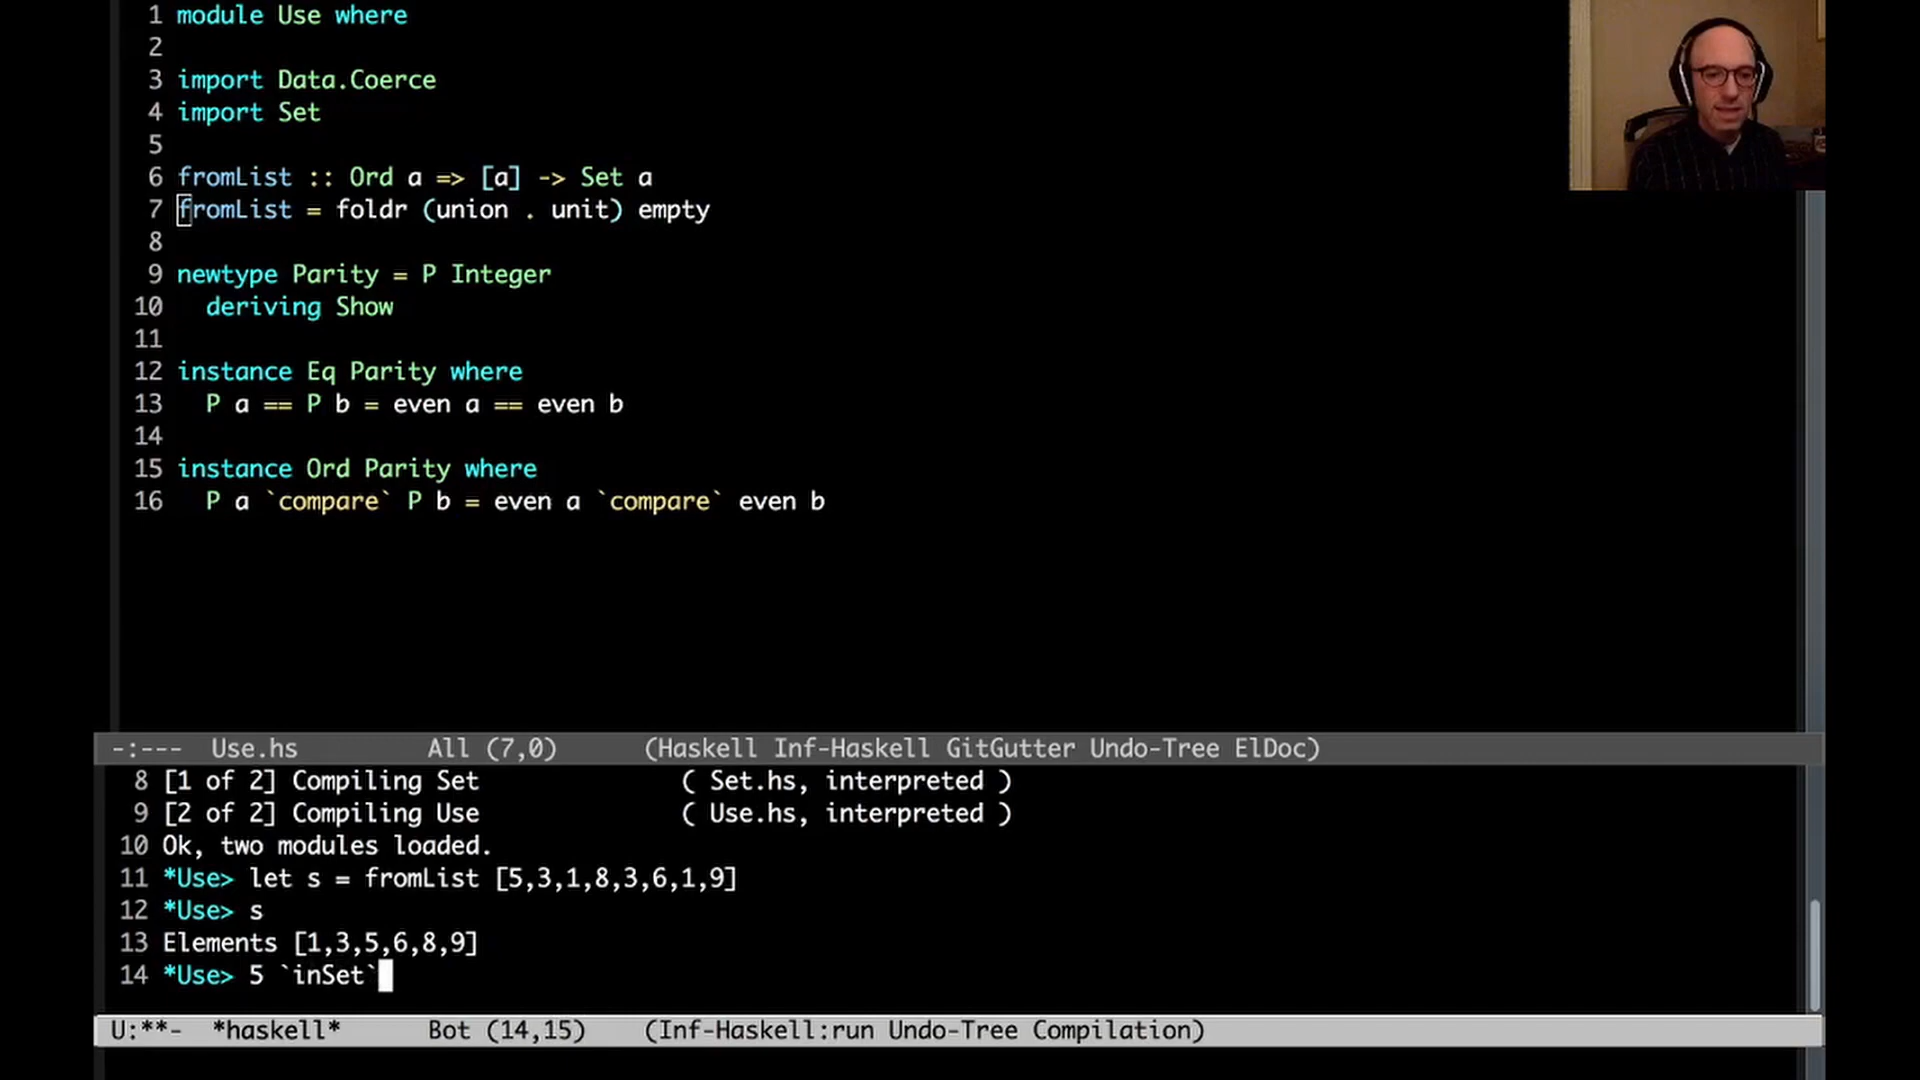 1 module Use where
2
3 import Data.Coerce
4 import Set
5
6 fromList :: Ord a => [a] -> Set a
7 fromList = foldr (union . unit) empty
8
9 newtype Parity = P Integer
10   deriving Show
11
12 instance Eq Parity where
13   P a == P b = even a == even b
14
15 instance Ord Parity where
16   P a `compare` P b = even a `compare` even b
-:---  Use.hs         All (7,0)      (Haskell Inf-Haskell GitGutter Undo-Tree ElDoc)
8 [1 of 2] Compiling Set              ( Set.hs, interpreted )
9 [2 of 2] Compiling Use              ( Use.hs, interpreted )
10 Ok, two modules loaded.
11 *Use> let s = fromList [5,3,1,8,3,6,1,9]
12 *Use> s
13 Elements [1,3,5,6,8,9]
14 *Use> 5 `inSet`
U:**-  *haskell*      Bot (14,15)    (Inf-Haskell:run Undo-Tree Compilation)